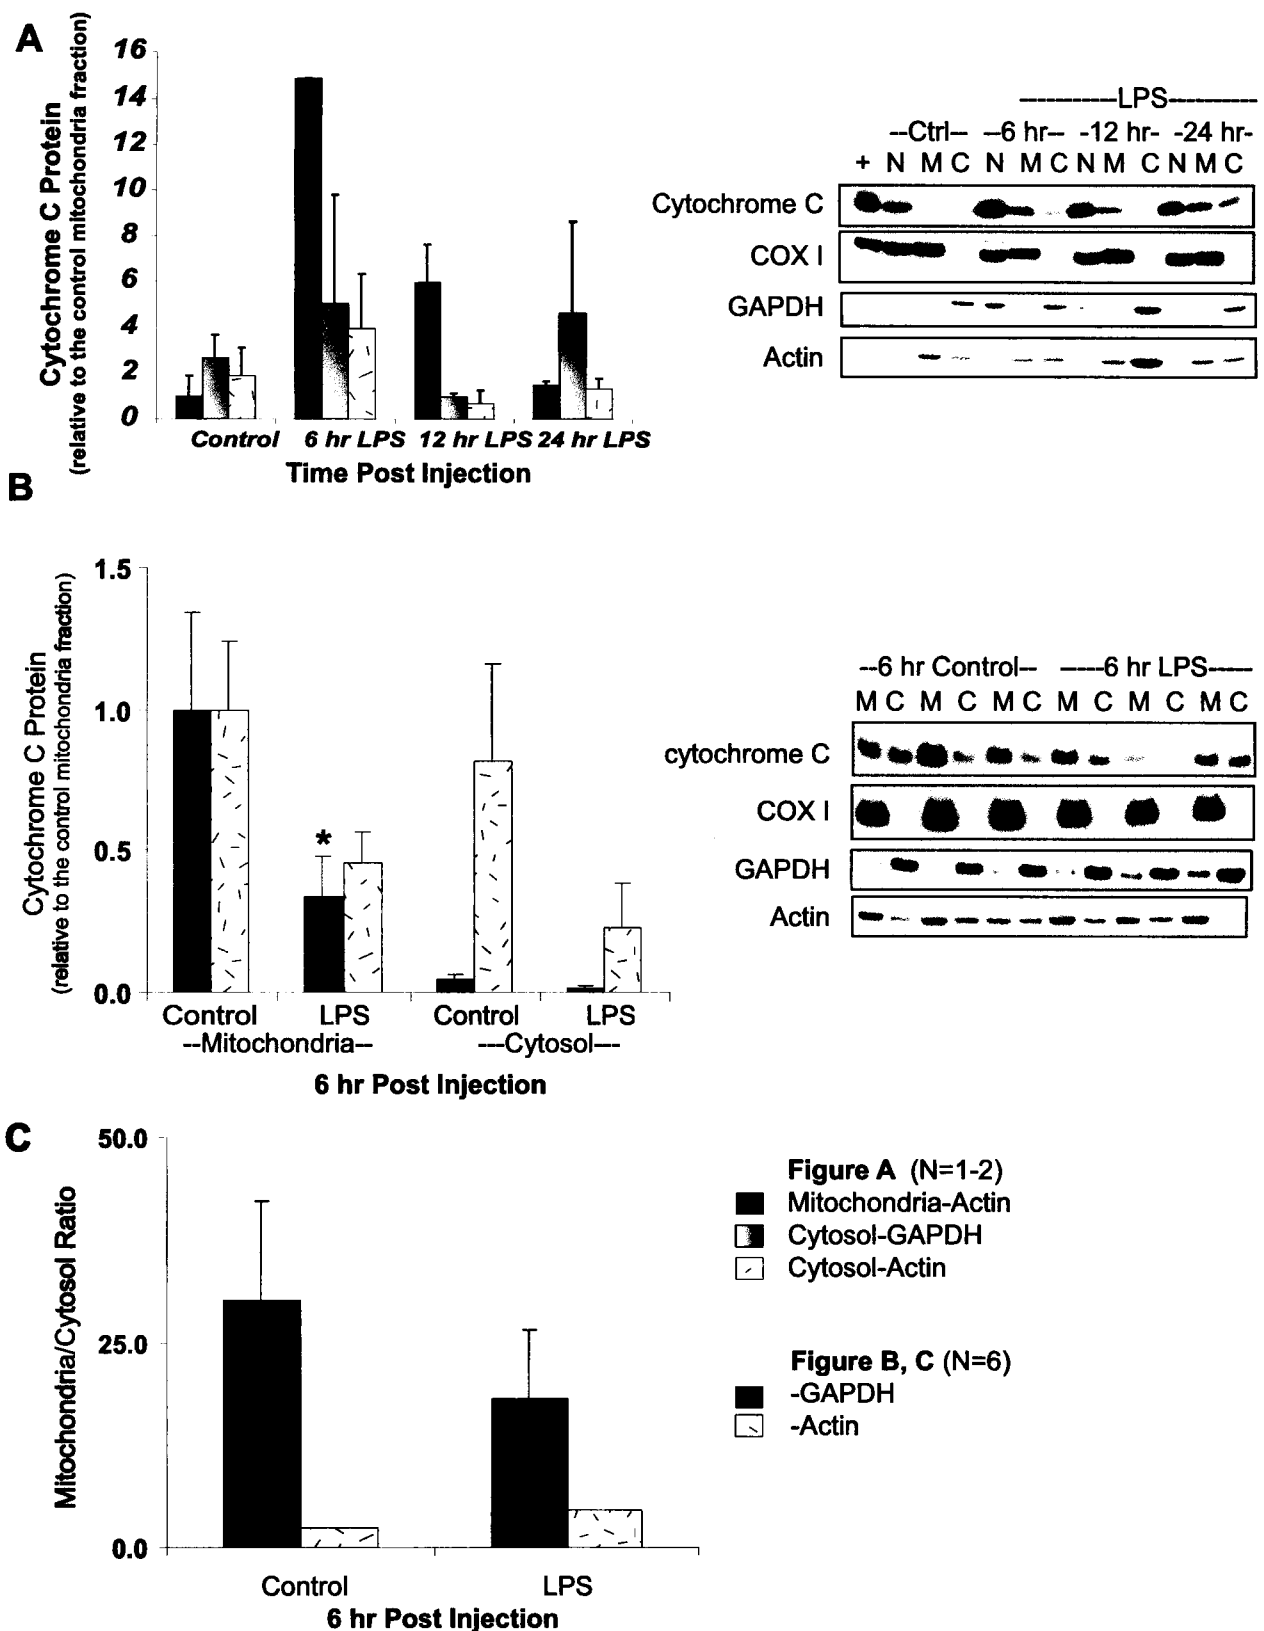 A
Cytochrome C Protein
(relative to the control mitochondria fraction)
16
14
12
10
8
6
4
2
0
Control
6 hr LPS
12 hr LPS
24 hr LPS
Time Post Injection
----------LPS---------
--Ctrl-- --6 hr-- -12 hr- -24 hr-
+ N M C N M C N M C N M C
Cytochrome C
COX I
GAPDH
Actin
B
Cytochrome C Protein
(relative to the control mitochondria fraction)
1.5
1.0
0.5
0.0
*
Control
LPS
Control
LPS
--Mitochondria--
---Cytosol---
6 hr Post Injection
--6 hr Control-- ----6 hr LPS----
M C M C M C M C M C M C
cytochrome C
COX I
GAPDH
Actin
C
Mitochondria/Cytosol Ratio
50.0
25.0
0.0
Control
LPS
6 hr Post Injection
Figure A (N=1-2)
Mitochondria-Actin
Cytosol-GAPDH
Cytosol-Actin
Figure B, C (N=6)
-GAPDH
-Actin